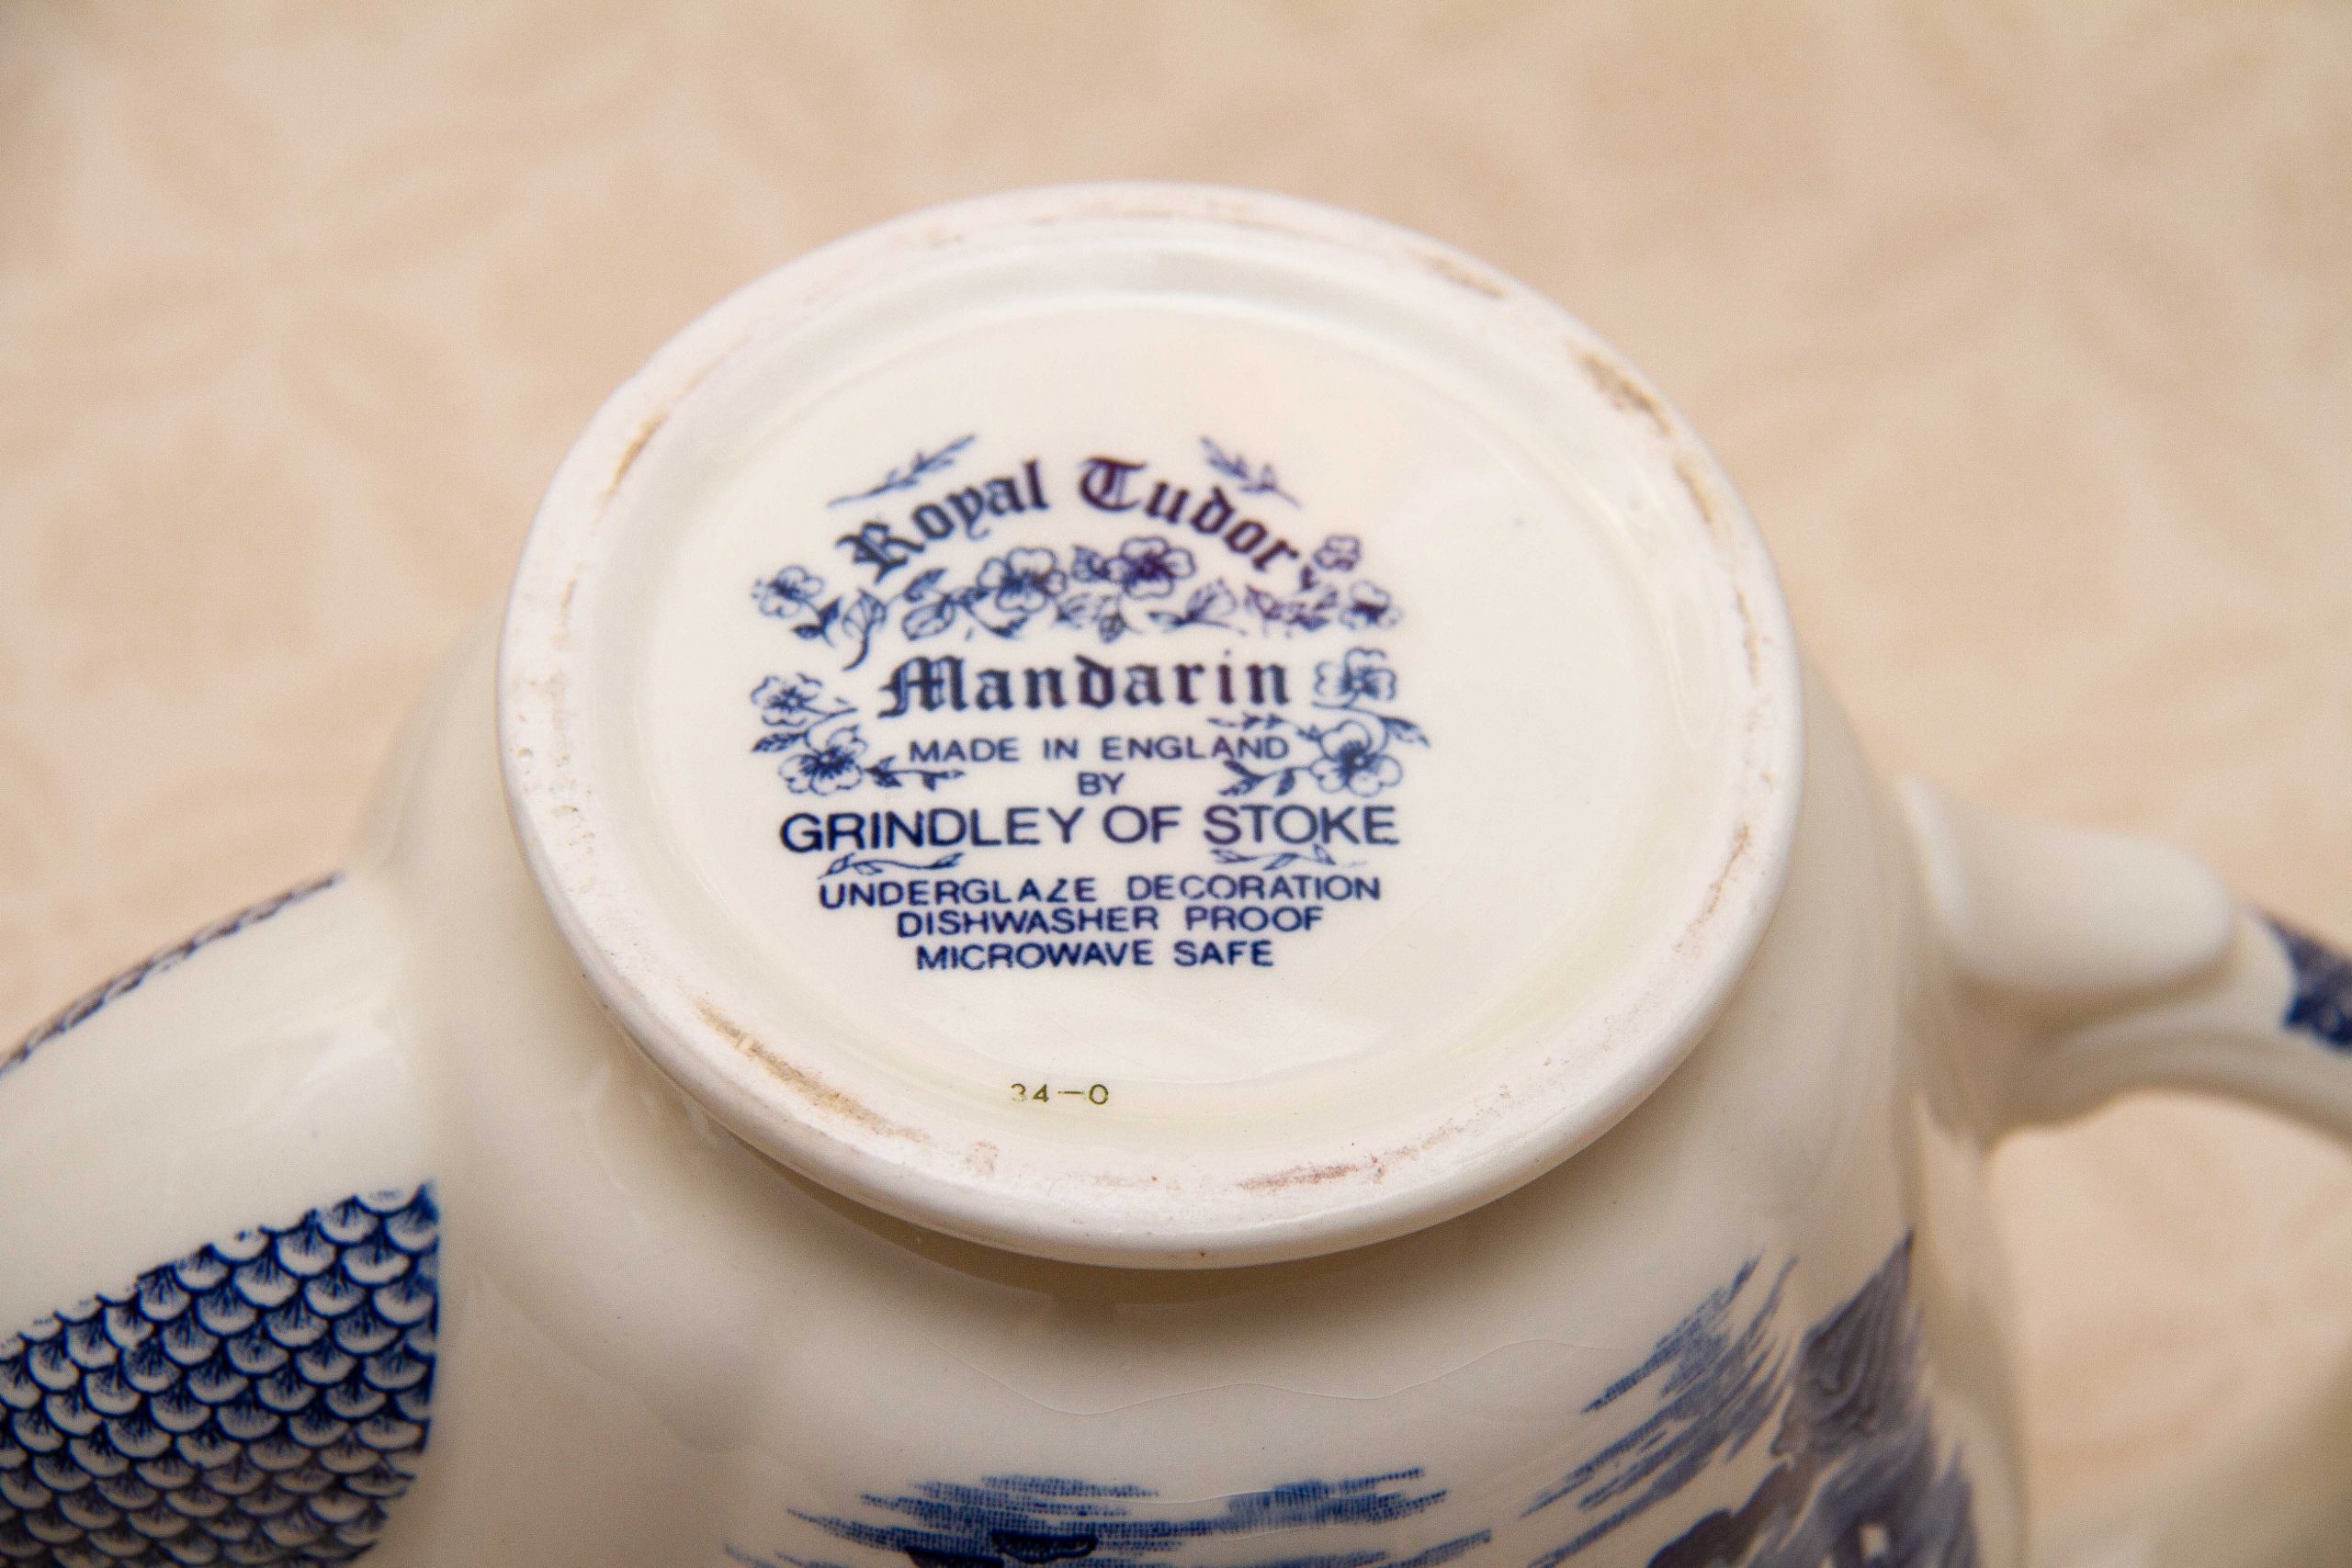 Royal Tudor
Mandarin
MADE IN ENGLAND
BY
GRINDLEY OF STOKE
UNDERGLAZE DECORATION
DISHWASHER PROOF
MICROWAVE SAFE
34-0